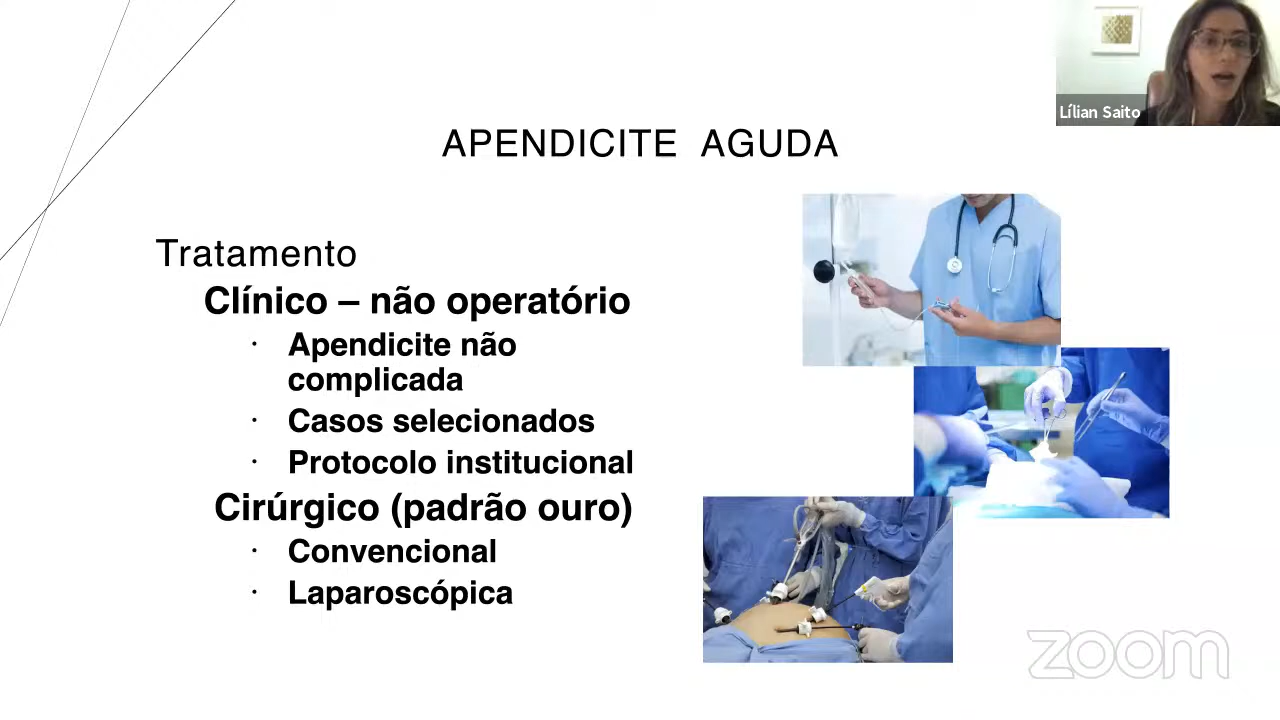 Lílian Saito
APENDICITE AGUDA
Tratamento
Clínico – não operatório
· Apendicite não
complicada
· Casos selecionados
· Protocolo institucional
Cirúrgico (padrão ouro)
· Convencional
· Laparoscópica
zoom